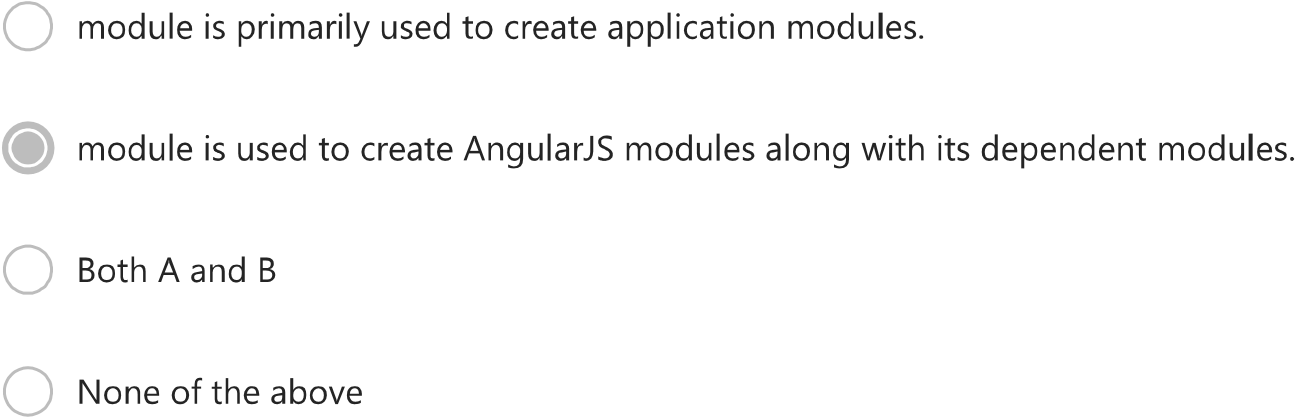 module is primarily used to create application modules.
module is used to create AngularJS modules along with its dependent modules.
Both A and B
None of the above